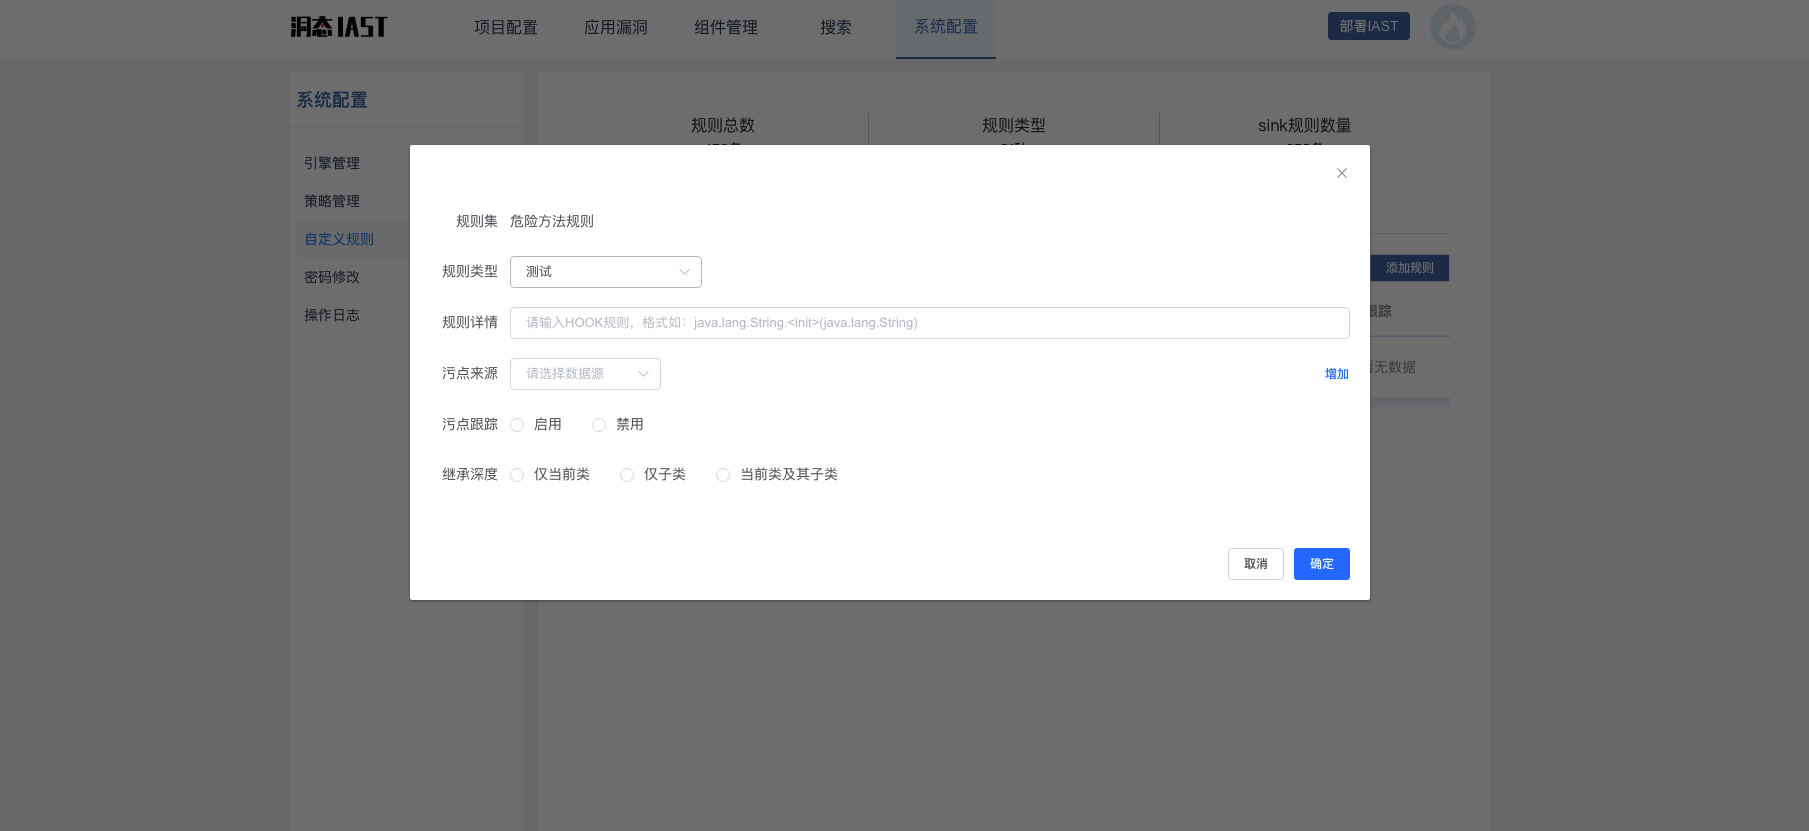 洞态IAST 项目配置 应用漏洞 组件管理 搜索 系统配置 部署IAST
系统配置
引擎管理
策略管理
自定义规则
密码修改
操作日志
规则总数 规则类型 sink规则数量
添加规则
跟踪
无数据
规则集 危险方法规则
规则类型 测试
规则详情 请输入HOOK规则，格式如：java.lang.String.<init>(java.lang.String)
污点来源 请选择数据源 增加
污点跟踪 启用 禁用
继承深度 仅当前类 仅子类 当前类及其子类
取消 确定